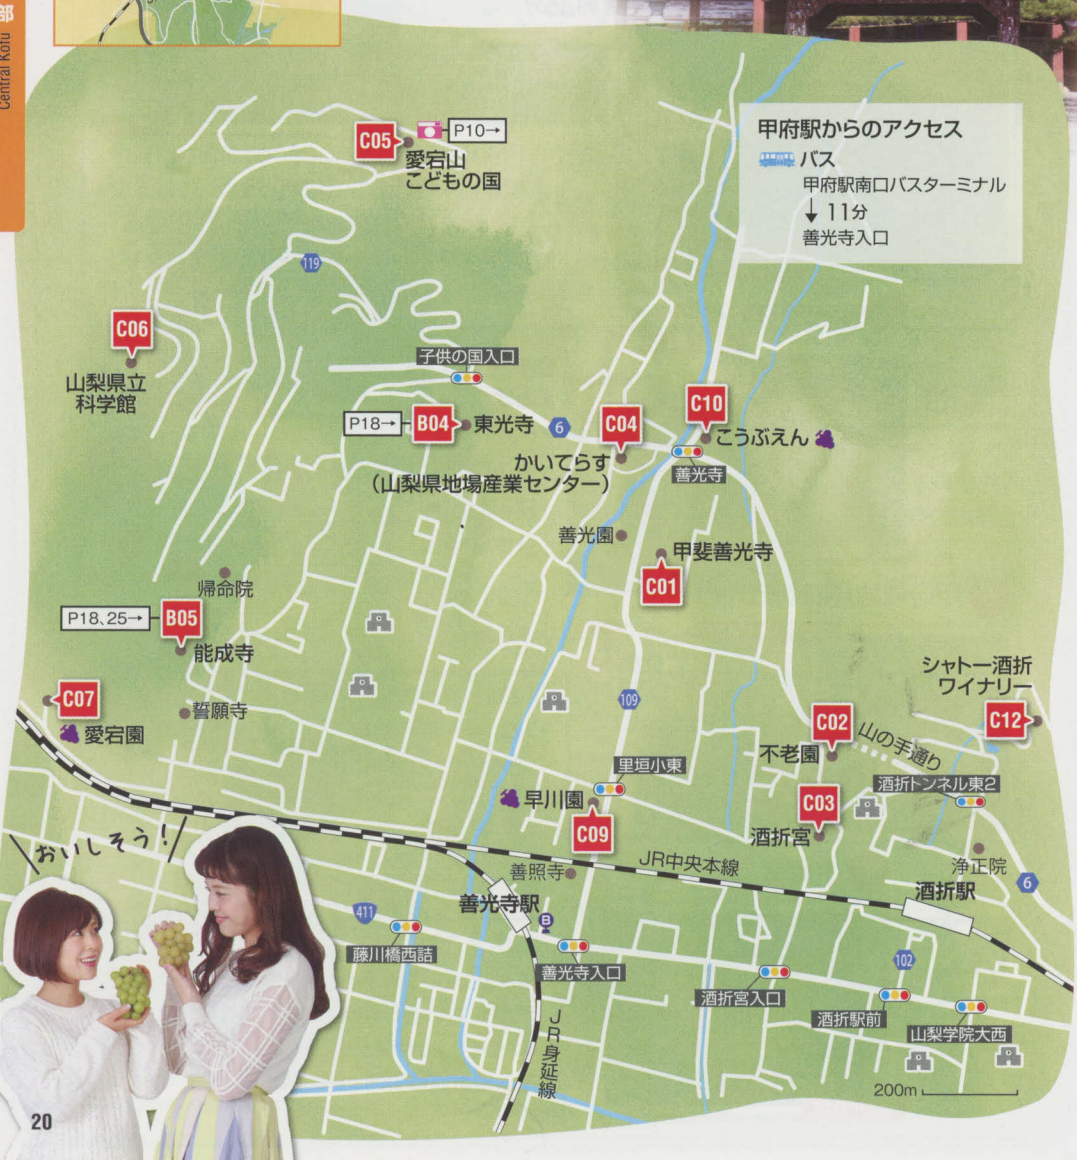 部
Central Kofu
C05
P10→
愛宕山
こどもの国
甲府駅からのアクセス
バス
甲府駅南口バスターミナル
↓ 11分
善光寺入口
119
C06
山梨県立
科学館
子供の国入口
P18→
B04
東光寺
6
C04
かいてらす
(山梨県地場産業センター)
C10
こうぶえん
善光寺
善光園
甲斐善光寺
C01
帰命院
P18、25→
B05
能成寺
C07
愛宕園
誓願寺
109
シャトー酒折
ワイナリー
C12
C02
不老園
山の手通り
里垣小東
早川園
C09
酒折トンネル東2
C03
酒折宮
浄正院
6
JR中央本線
酒折駅
おいしそう!
善照寺
善光寺駅
B
411
藤川橋西詰
善光寺入口
102
酒折宮入口
酒折駅前
山梨学院大西
JR身延線
200m
20